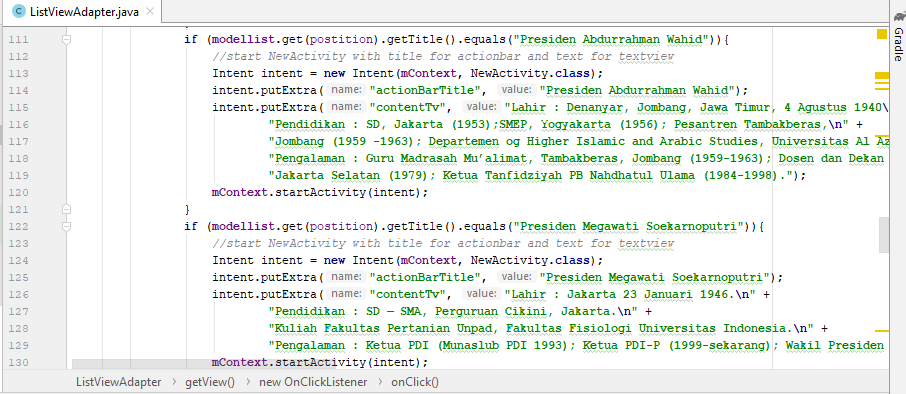 ListViewAdapter.java
111 if (modellist.get(postition).getTitle().equals("Presiden Abdurrahman Wahid")){
112 //start NewActivity with title for actionbar and text for textview
113 Intent intent = new Intent(mContext, NewActivity.class);
114 intent.putExtra( name: "actionBarTitle", value: "Presiden Abdurrahman Wahid");
115 intent.putExtra( name: "contentTv", value: "Lahir : Denanyar, Jombang, Jawa Timur, 4 Agustus 1940\
116 "Pendidikan : SD, Jakarta (1953);SMEP, Yogyakarta (1956); Pesantren Tambakberas,\n" +
117 "Jombang (1959 -1963); Departemen og Higher Islamic and Arabic Studies, Universitas Al Az
118 "Pengalaman : Guru Madrasah Mu’alimat, Tambakberas, Jombang (1959-1963); Dosen dan Dekan
119 "Jakarta Selatan (1979); Ketua Tanfidziyah PB Nahdhatul Ulama (1984-1998).");
120 mContext.startActivity(intent);
121 }
122 if (modellist.get(postition).getTitle().equals("Presiden Megawati Soekarnoputri")){
123 //start NewActivity with title for actionbar and text for textview
124 Intent intent = new Intent(mContext, NewActivity.class);
125 intent.putExtra( name: "actionBarTitle", value: "Presiden Megawati Soekarnoputri");
126 intent.putExtra( name: "contentTv", value: "Lahir : Jakarta 23 Januari 1946.\n" +
127 "Pendidikan : SD – SMA, Perguruan Cikini, Jakarta.\n" +
128 "Kuliah Fakultas Pertanian Unpad, Fakultas Fisiologi Universitas Indonesia.\n" +
129 "Pengalaman : Ketua PDI (Munaslub PDI 1993); Ketua PDI-P (1999-sekarang); Wakil Presiden
130 mContext.startActivity(intent);
ListViewAdapter > getView() > new OnClickListener > onClick()
Gradle